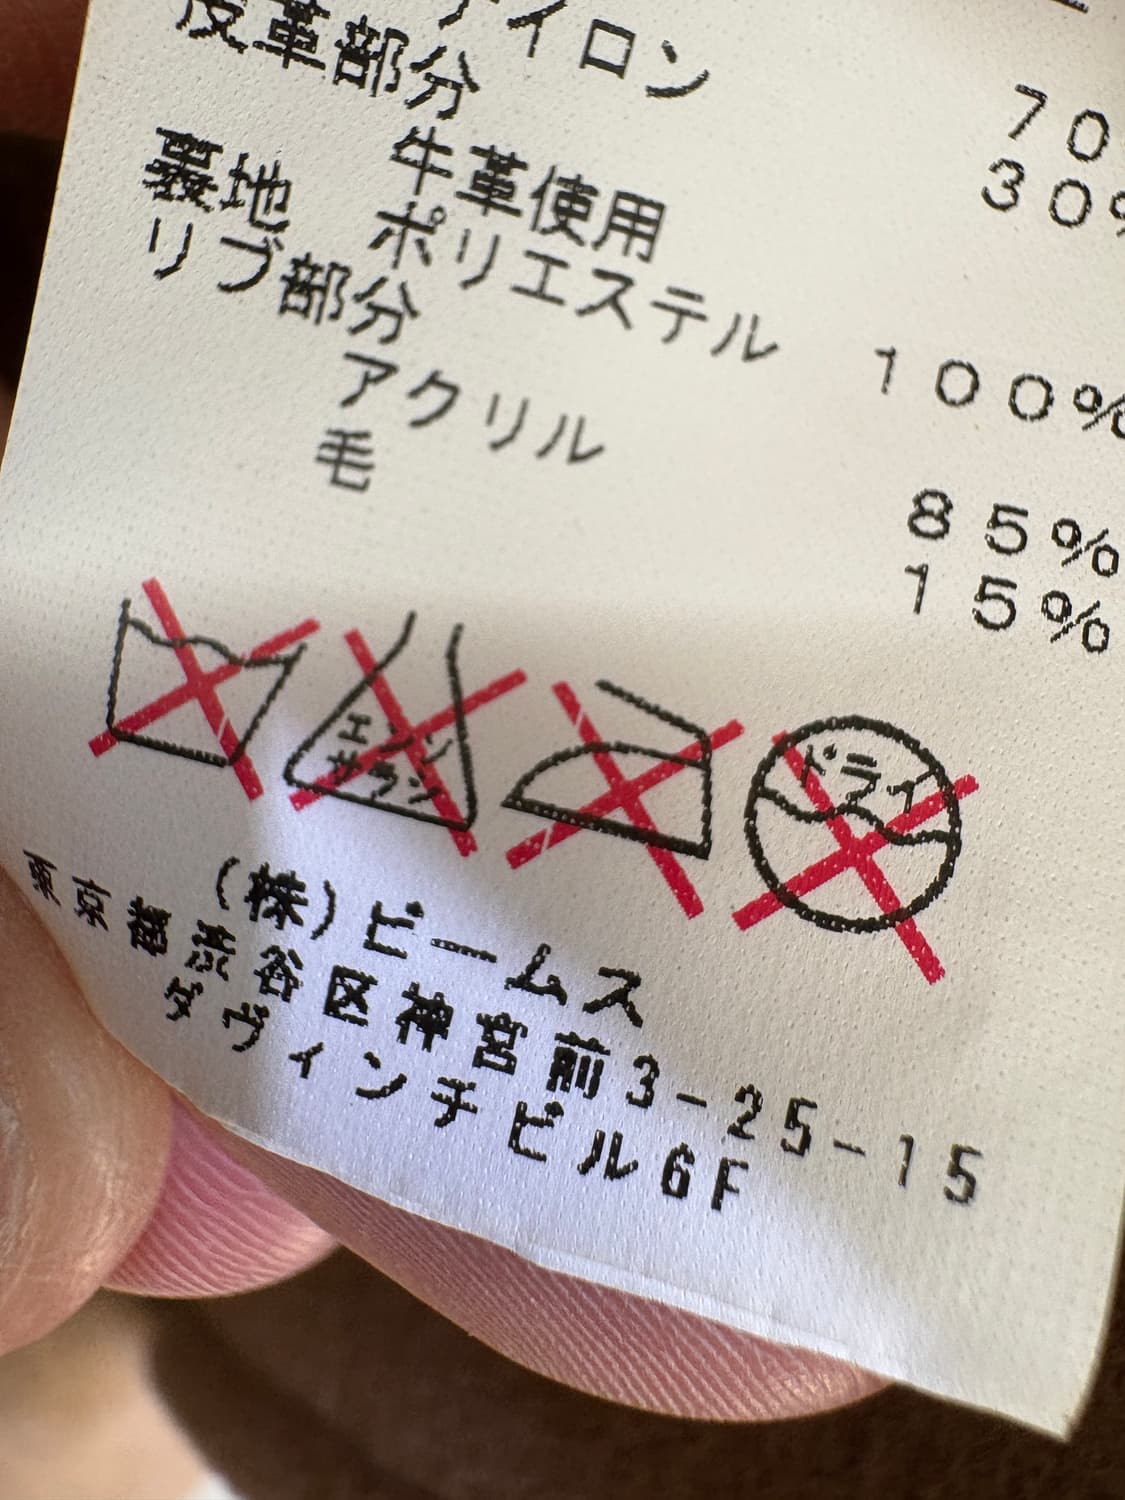 イロン 70
30%
皮革部分
牛革使用
裏地 ポリエステル 100%
リブ部分
アクリル 85%
毛 15%
エンソ
サラシ
ドライ
(株)ビームス
東京都渋谷区神宮前3-25-15
ダヴィンチビル6F